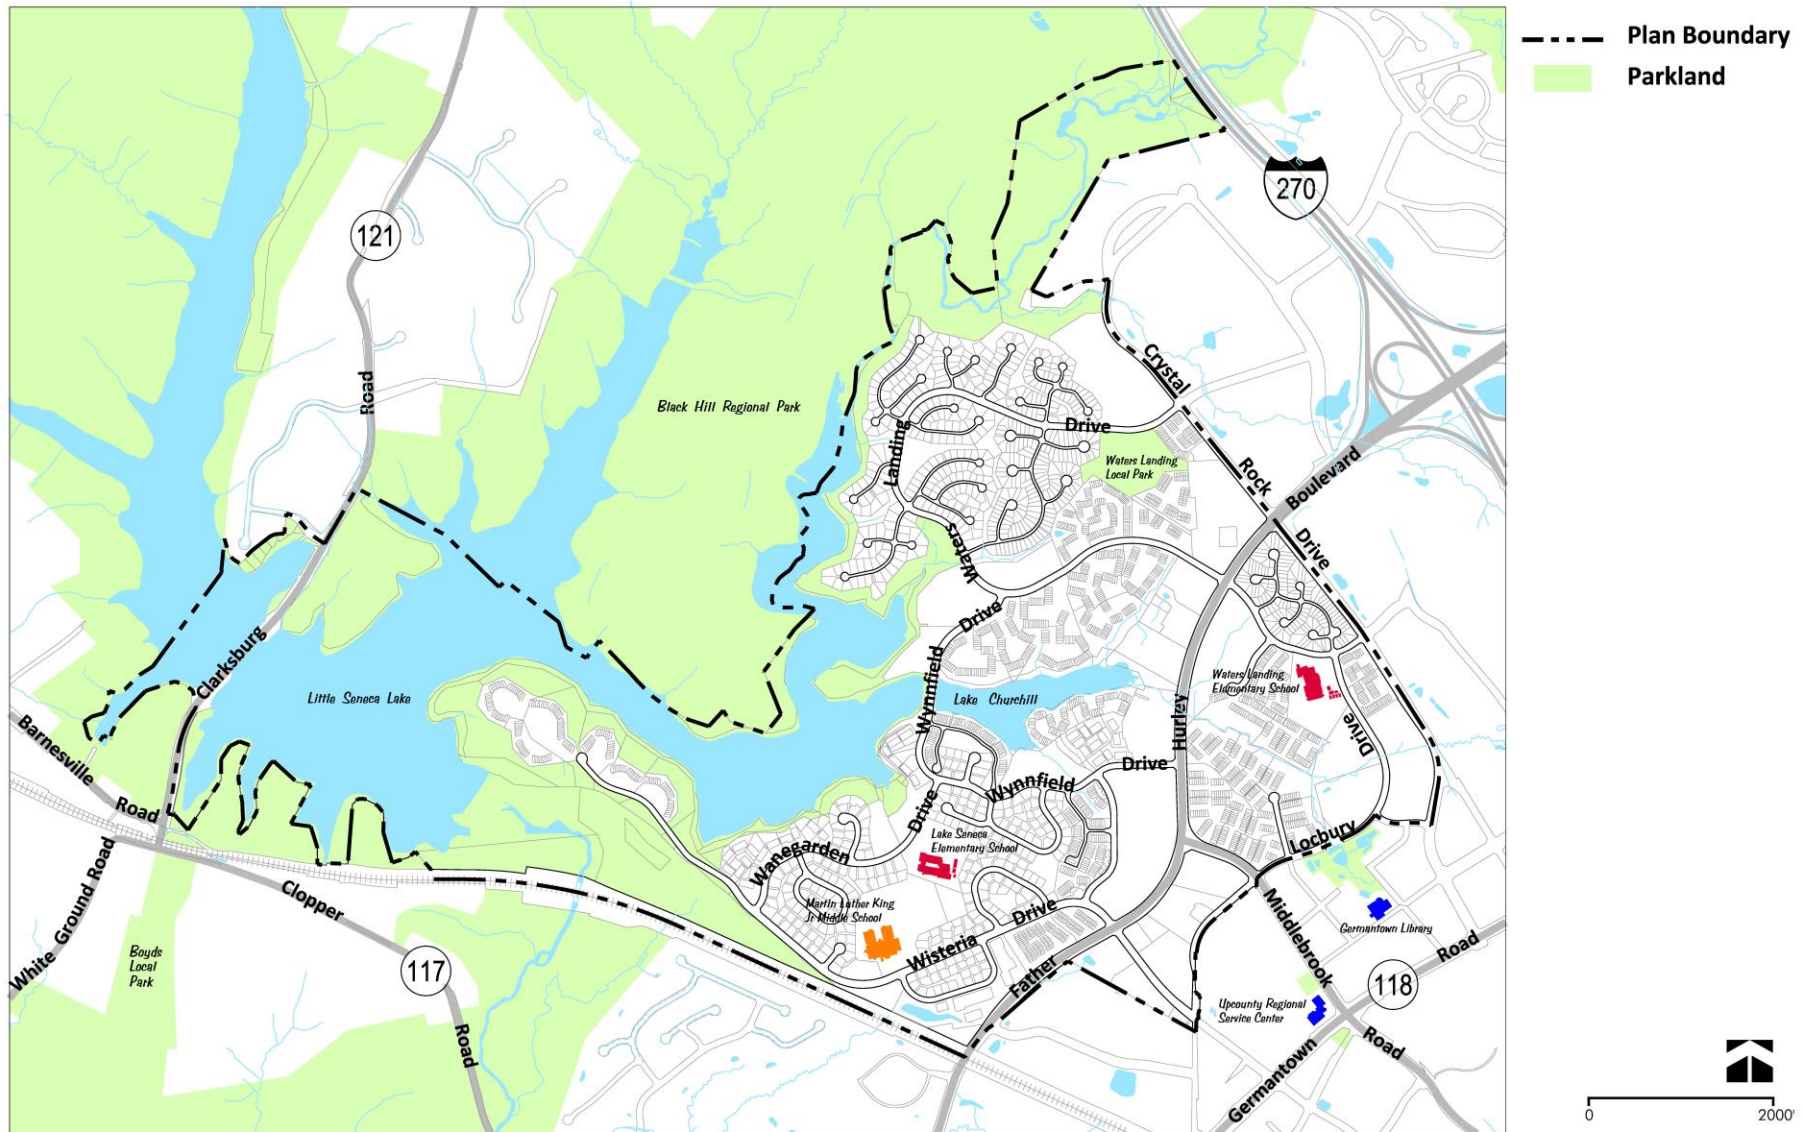 Plan Boundary
Parkland
270
121
Road
Crystal
Black Hill Regional Park
Drive
Landing
Waters Landing
Local Park
Rock
Boulevard
Waters
Drive
Drive
Clarksburg
Wynnfield
Waters Landing
Elementary School
Little Seneca Lake
Lake Churchill
Hurley
Drive
Barnesville
Drive
Wynnfield
Road
Drive
Locbury
Lake Seneca
Elementary School
Wanegarden
White Ground Road
Clopper
Martin Luther King
Jr Middle School
Drive
Middlebrook
Germantown Library
Boyds
Local
Park
Wisteria
Road
117
Father
118
Upcounty Regional
Service Center
Road
Road
Germantown
0
2000'